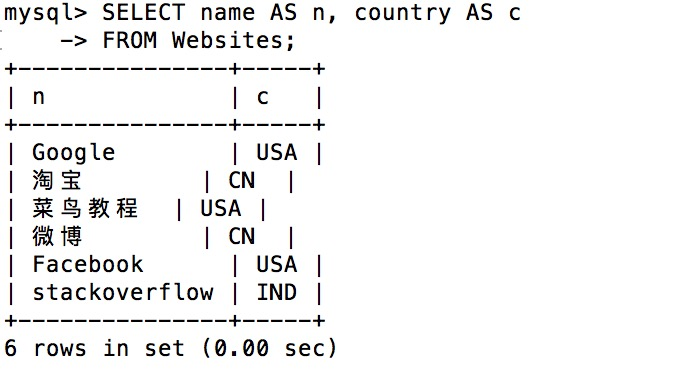 mysql> SELECT name AS n, country AS c
    -> FROM Websites;
+---------------+-----+
| n             | c   |
+---------------+-----+
| Google        | USA |
| 淘宝         | CN  |
| 菜鸟教程   | USA |
| 微博         | CN  |
| Facebook      | USA |
| stackoverflow | IND |
+---------------+-----+
6 rows in set (0.00 sec)